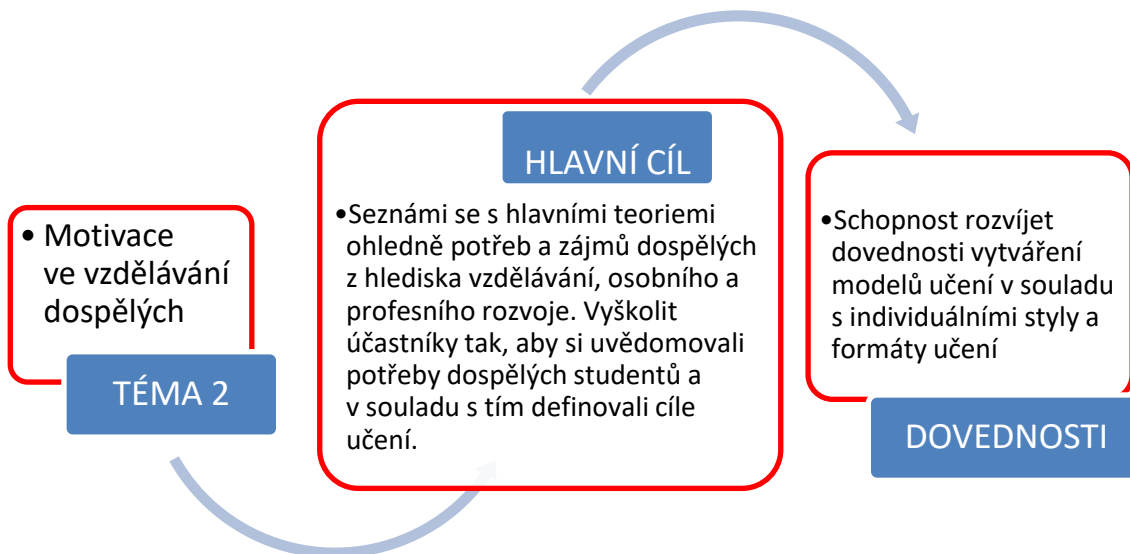 • Motivace
ve vzdělávání
dospělých
TÉMA 2
HLAVNÍ CÍL
•Seznámi se s hlavními teoriemi
ohledně potřeb a zájmů dospělých
z hlediska vzdělávání, osobního a
profesního rozvoje. Vyškolit
účastníky tak, aby si uvědomovali
potřeby dospělých studentů a
v souladu s tím definovali cíle
učení.
•Schopnost rozvíjet
dovednosti vytváření
modelů učení v souladu
s individuálními styly a
formáty učení
DOVEDNOSTI